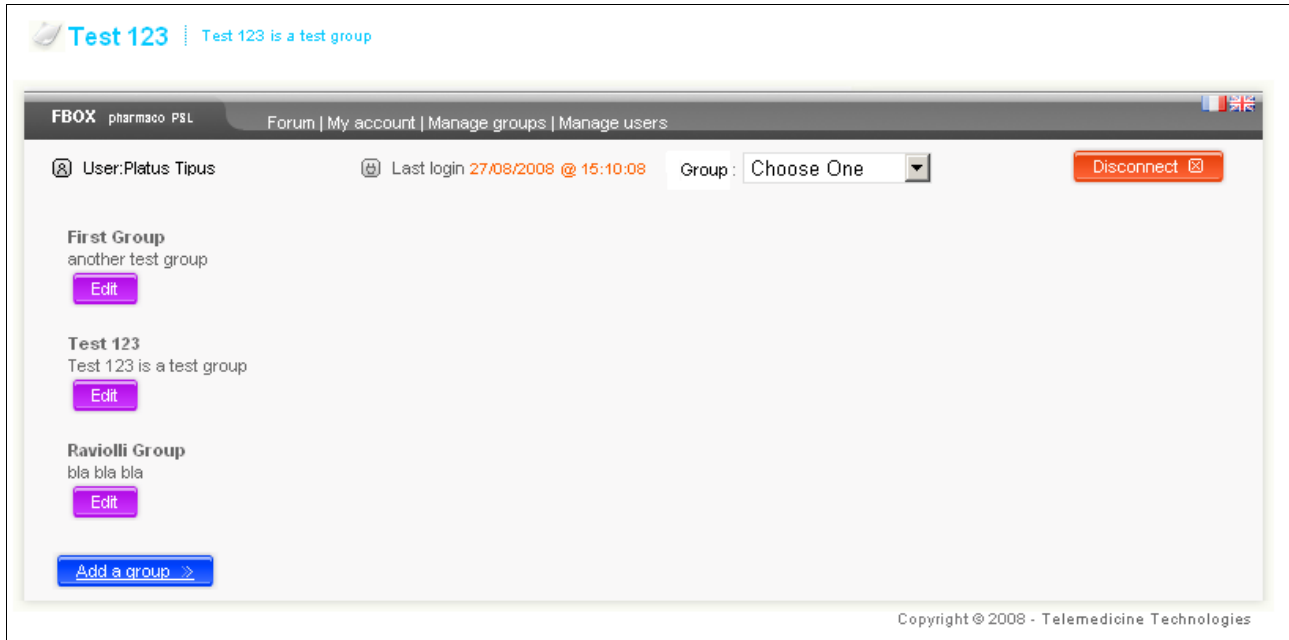 Test 123 Test 123 is a test group
FBOX pharmaco PSL Forum | My account | Manage groups | Manage users
User:Platus Tipus Last login 27/08/2008 @ 15:10:08 Group : Choose One Disconnect
First Group
another test group
Edit
Test 123
Test 123 is a test group
Edit
Raviolli Group
bla bla bla
Edit
Add a group »
Copyright © 2008 - Telemedicine Technologies